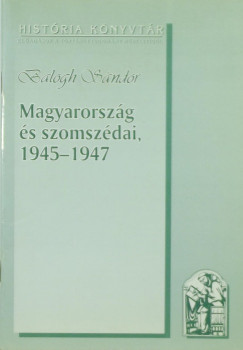 HISTÓRIA KÖNYVTÁR
Balogh Sándor
Magyarország
és szomszédai,
1945–1947